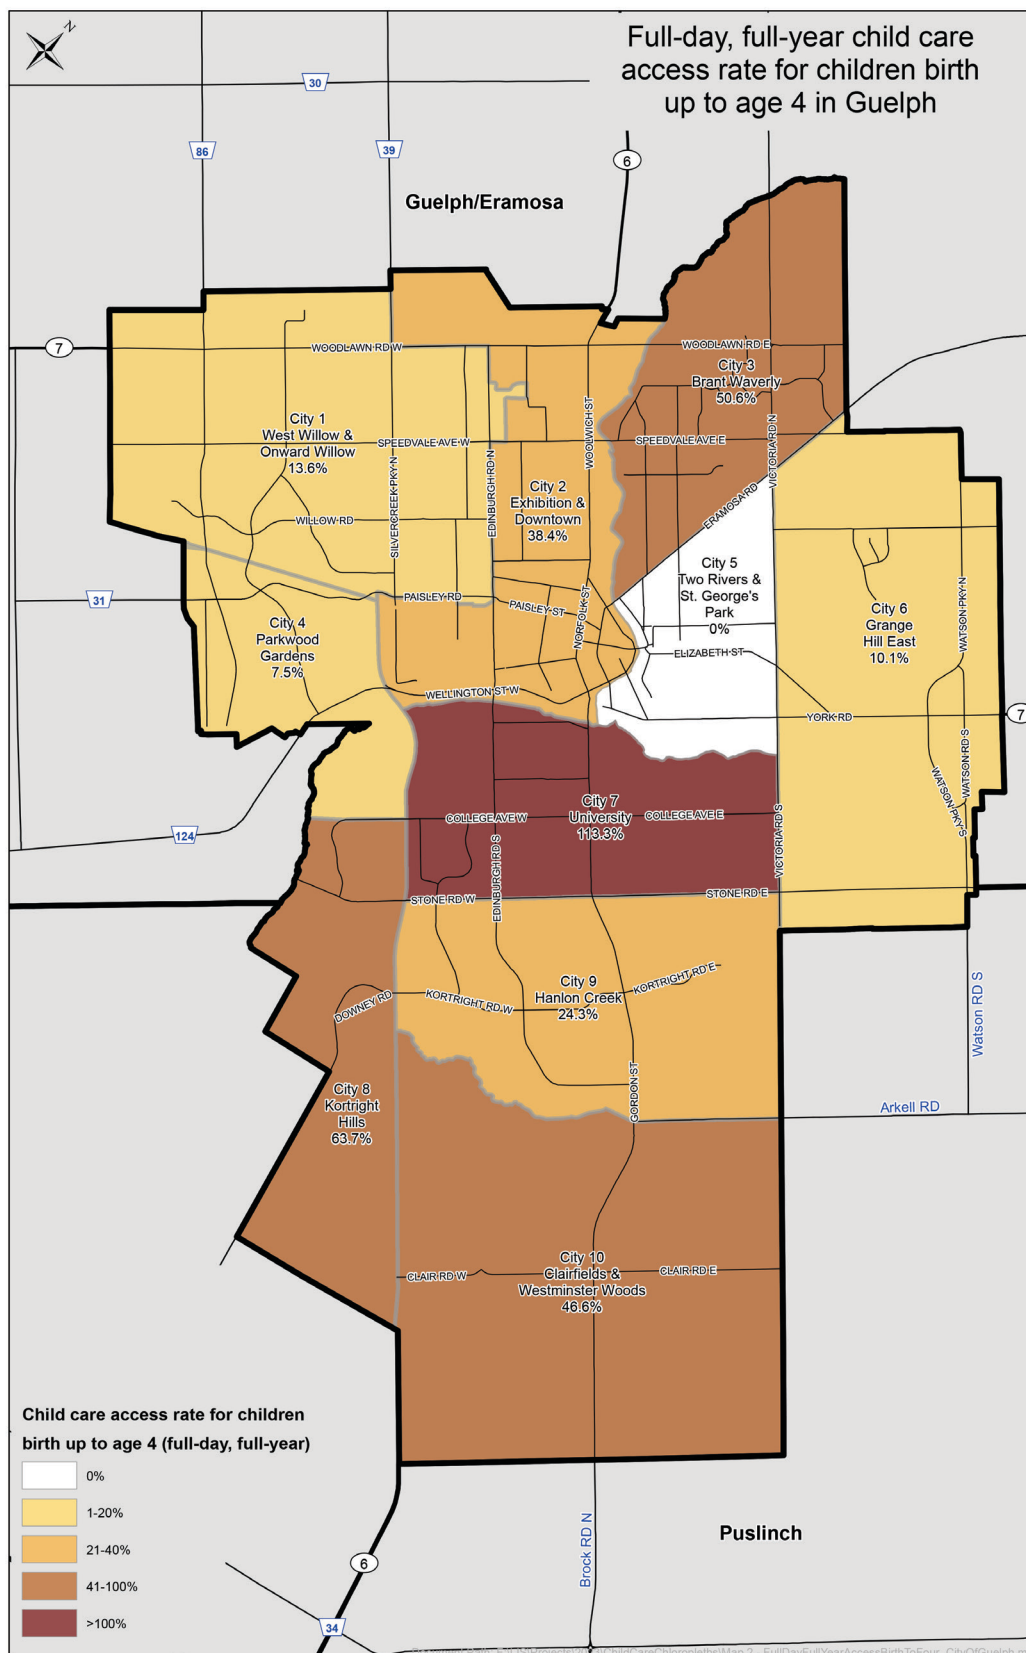 Full-day, full-year child care
access rate for children birth
up to age 4 in Guelph
N
30
86
39
6
Guelph/Eramosa
7
WOODLAWN RD W
WOODLAWN RD E
City 3
Brant Waverly
50.6%
City 1
West Willow &
Onward Willow
13.6%
SPEEDVALE AVE W
SPEEDVALE AVE E
WOOLWICH ST
VICTORIA RD N
SILVERCREEK PKY N
EDINBURGH RD N
City 2
Exhibition &
Downtown
38.4%
ERAMOSA RD
WILLOW RD
City 5
Two Rivers &
St. George's
Park
0%
31
PAISLEY RD
PAISLEY ST
NORFOLK ST
City 4
Parkwood
Gardens
7.5%
City 6
Grange
Hill East
10.1%
WATSON PKY N
ELIZABETH ST
WELLINGTON ST W
YORK RD
7
WATSON RD S
WATSON PKY S
City 7
University
113.3%
COLLEGE AVE W
COLLEGE AVE E
VICTORIA RD S
124
EDINBURGH RD S
STONE RD W
STONE RD E
City 9
Hanlon Creek
24.3%
KORTRIGHT RD E
KORTRIGHT RD W
DOWNEY RD
Watson RD S
City 8
Kortright
Hills
63.7%
GORDON ST
Arkell RD
City 10
Clairfields &
Westminster Woods
46.6%
CLAIR RD W
CLAIR RD E
Child care access rate for children
birth up to age 4 (full-day, full-year)
0%
1-20%
21-40%
41-100%
>100%
Puslinch
Brock RD N
6
34